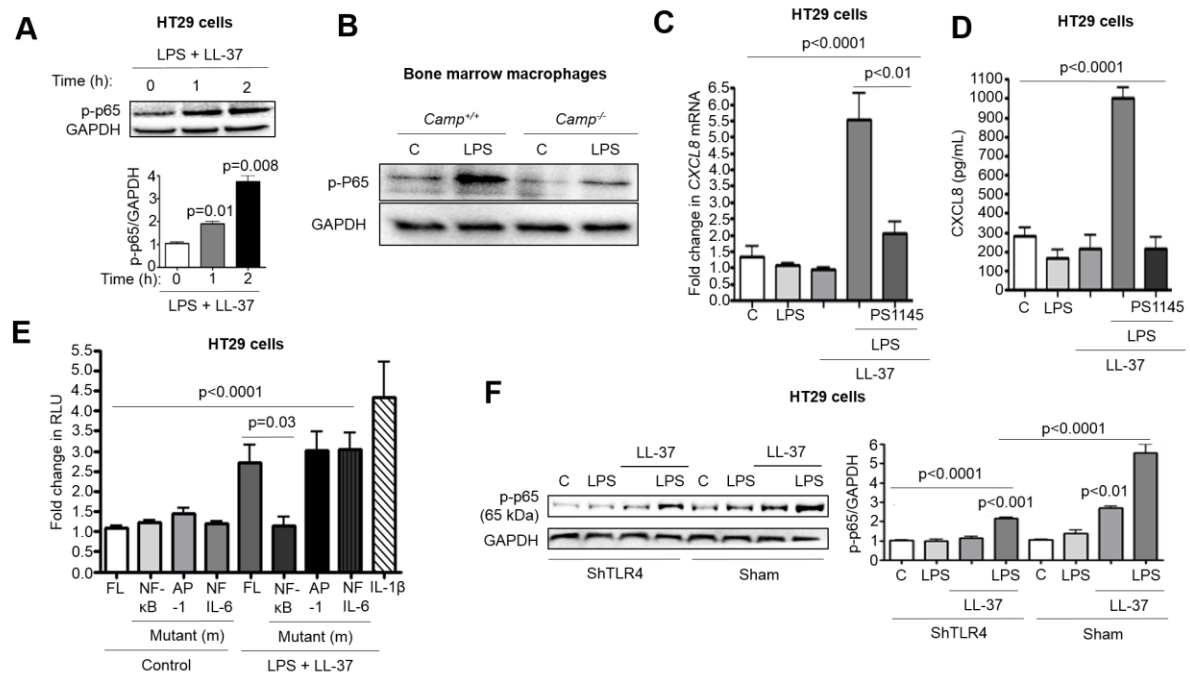 A
HT29 cells
LPS + LL-37
Time (h): 0 1 2
p-p65
GAPDH
p-p65/GAPDH
4
3
2
1
0
p=0.01
p=0.008
Time (h): 0 1 2
LPS + LL-37
B
Bone marrow macrophages
Camp+/+ Camp-/-
C LPS C LPS
p-P65
GAPDH
C
HT29 cells
p<0.0001
p<0.01
Fold change in CXCL8 mRNA
6.5
6.0
5.5
5.0
4.5
4.0
3.5
3.0
2.5
2.0
1.5
1.0
0.5
0.0
C LPS PS1145
LPS
LL-37
D
HT29 cells
p<0.0001
CXCL8 (pg/mL)
1100
1000
900
800
700
600
500
400
300
200
100
0
C LPS PS1145
LPS
LL-37
E
HT29 cells
Fold change in RLU
5.5
5.0
4.5
4.0
3.5
3.0
2.5
2.0
1.5
1.0
0.5
0.0
p<0.0001
p=0.03
FL NF- AP NF FL NF- AP NF IL-1β
κB -1 IL-6 κB -1 IL-6
Mutant (m) Mutant (m)
Control LPS + LL-37
F
HT29 cells
LL-37 LL-37
C LPS LPS C LPS LPS
p-p65
(65 kDa)
GAPDH
ShTLR4 Sham
p-p65/GAPDH
6
5
4
3
2
1
0
p<0.0001
p<0.0001
p<0.001
p<0.01
C LPS LPS C LPS LPS
LL-37 LL-37
ShTLR4 Sham